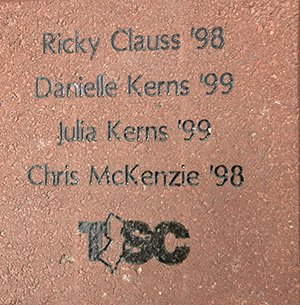 Ricky Clauss '98
Danielle Kerns '99
Julia Kerns '99
Chris McKenzie '98
TSC